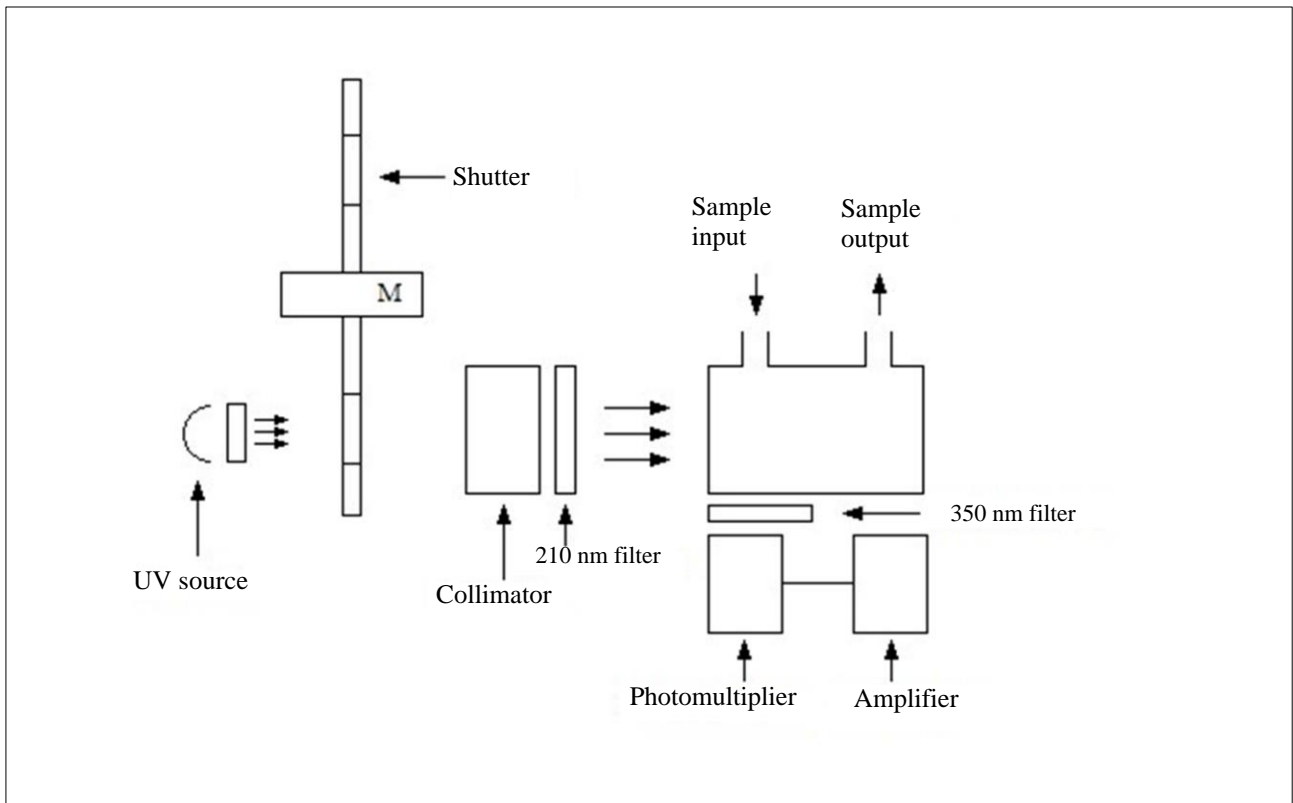 Shutter
Sample
input
Sample
output
M
350 nm filter
210 nm filter
UV source
Collimator
Photomultiplier
Amplifier